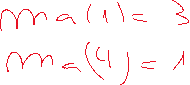 ma(1) = 3
ma(4) = 1